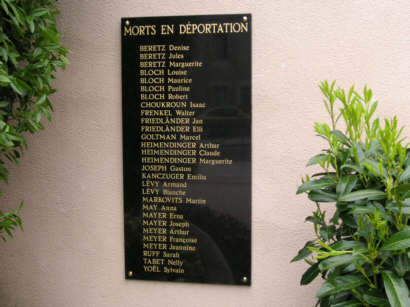 MORTS EN DÉPORTATION
BERETZ Denise
BERETZ Jules
BERETZ Marguerite
BLOCH Louise
BLOCH Maurice
BLOCH Pauline
BLOCH Robert
CHOUKROUN Isaac
FRENKEL Walter
FRIEDLÄNDER Jan
FRIEDLÄNDER Elli
GOLTMAN Marcel
HEIMENDINGER Arthur
HEIMENDINGER Claude
HEIMENDINGER Marguerite
JOSEPH Gaston
KANCZUGER Emilia
LÉVY Armand
LÉVY Blanche
MARKOVITS Martin
MAY Anna
MAYER Erna
MAYER Joseph
MEYER Arthur
MEYER Françoise
MEYER Jeannine
RUFF Sarah
TABET Nelly
YOËL Sylvain